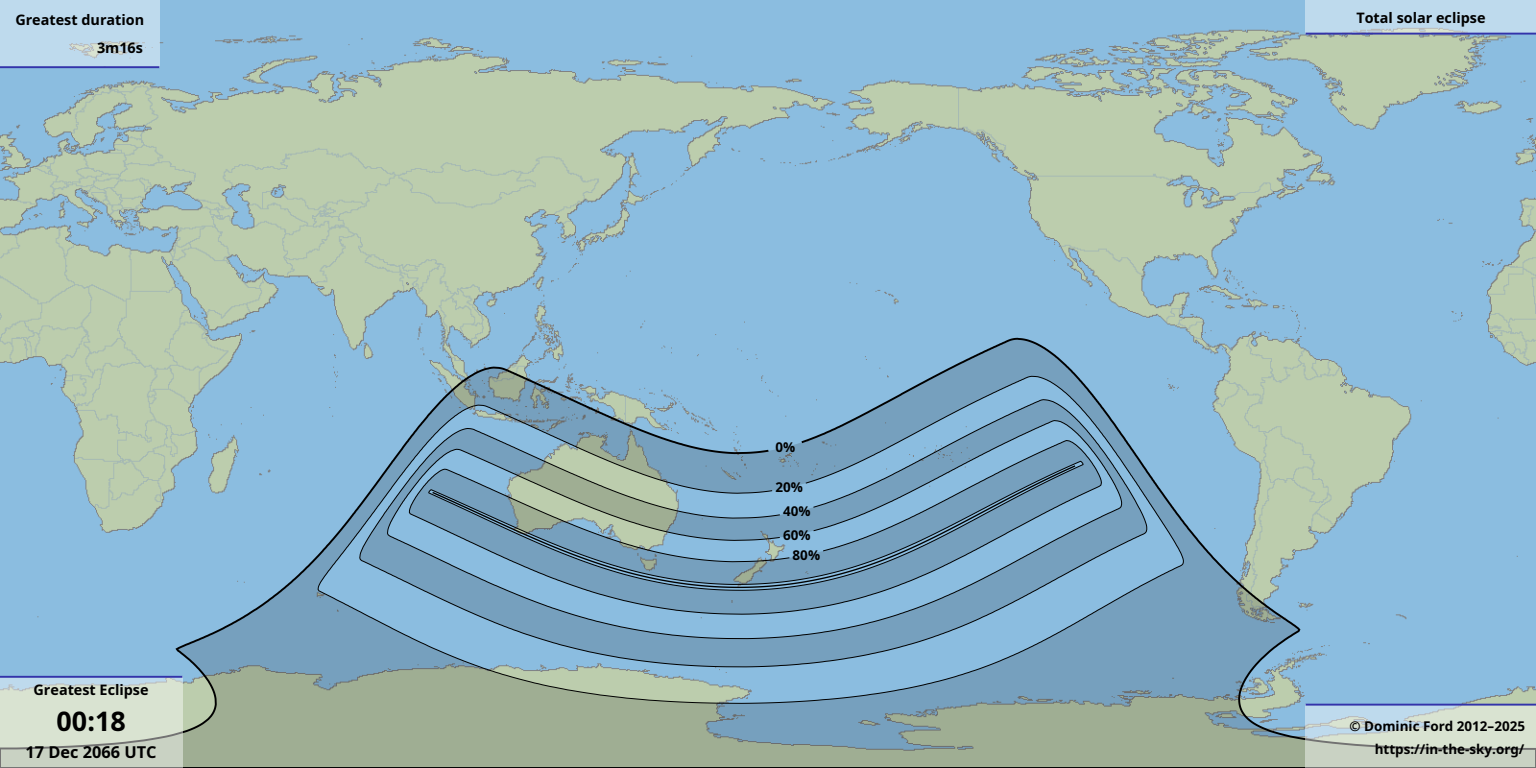 Greatest duration
3m16s
Total solar eclipse
0%
20%
40%
60%
80%
Greatest Eclipse
00:18
17 Dec 2066 UTC
© Dominic Ford 2012–2025
https://in-the-sky.org/